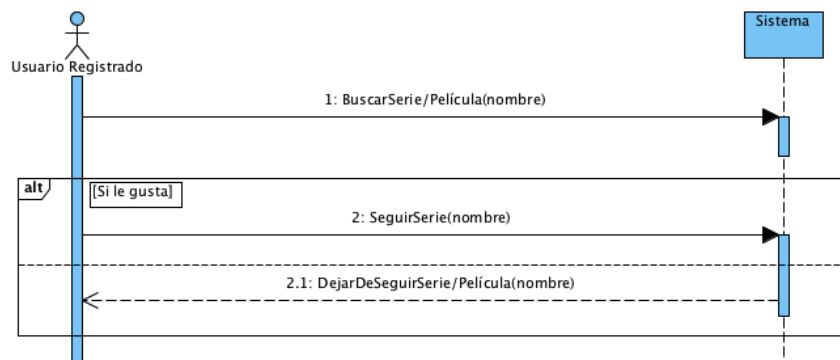 Sistema
Usuario Registrado
1: BuscarSerie/Película(nombre)
alt
[Si le gusta]
2: SeguirSerie(nombre)
2.1: DejarDeSeguirSerie/Película(nombre)